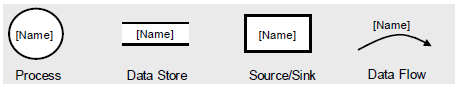 [Name] [Name] [Name] [Name]
Process Data Store Source/Sink Data Flow